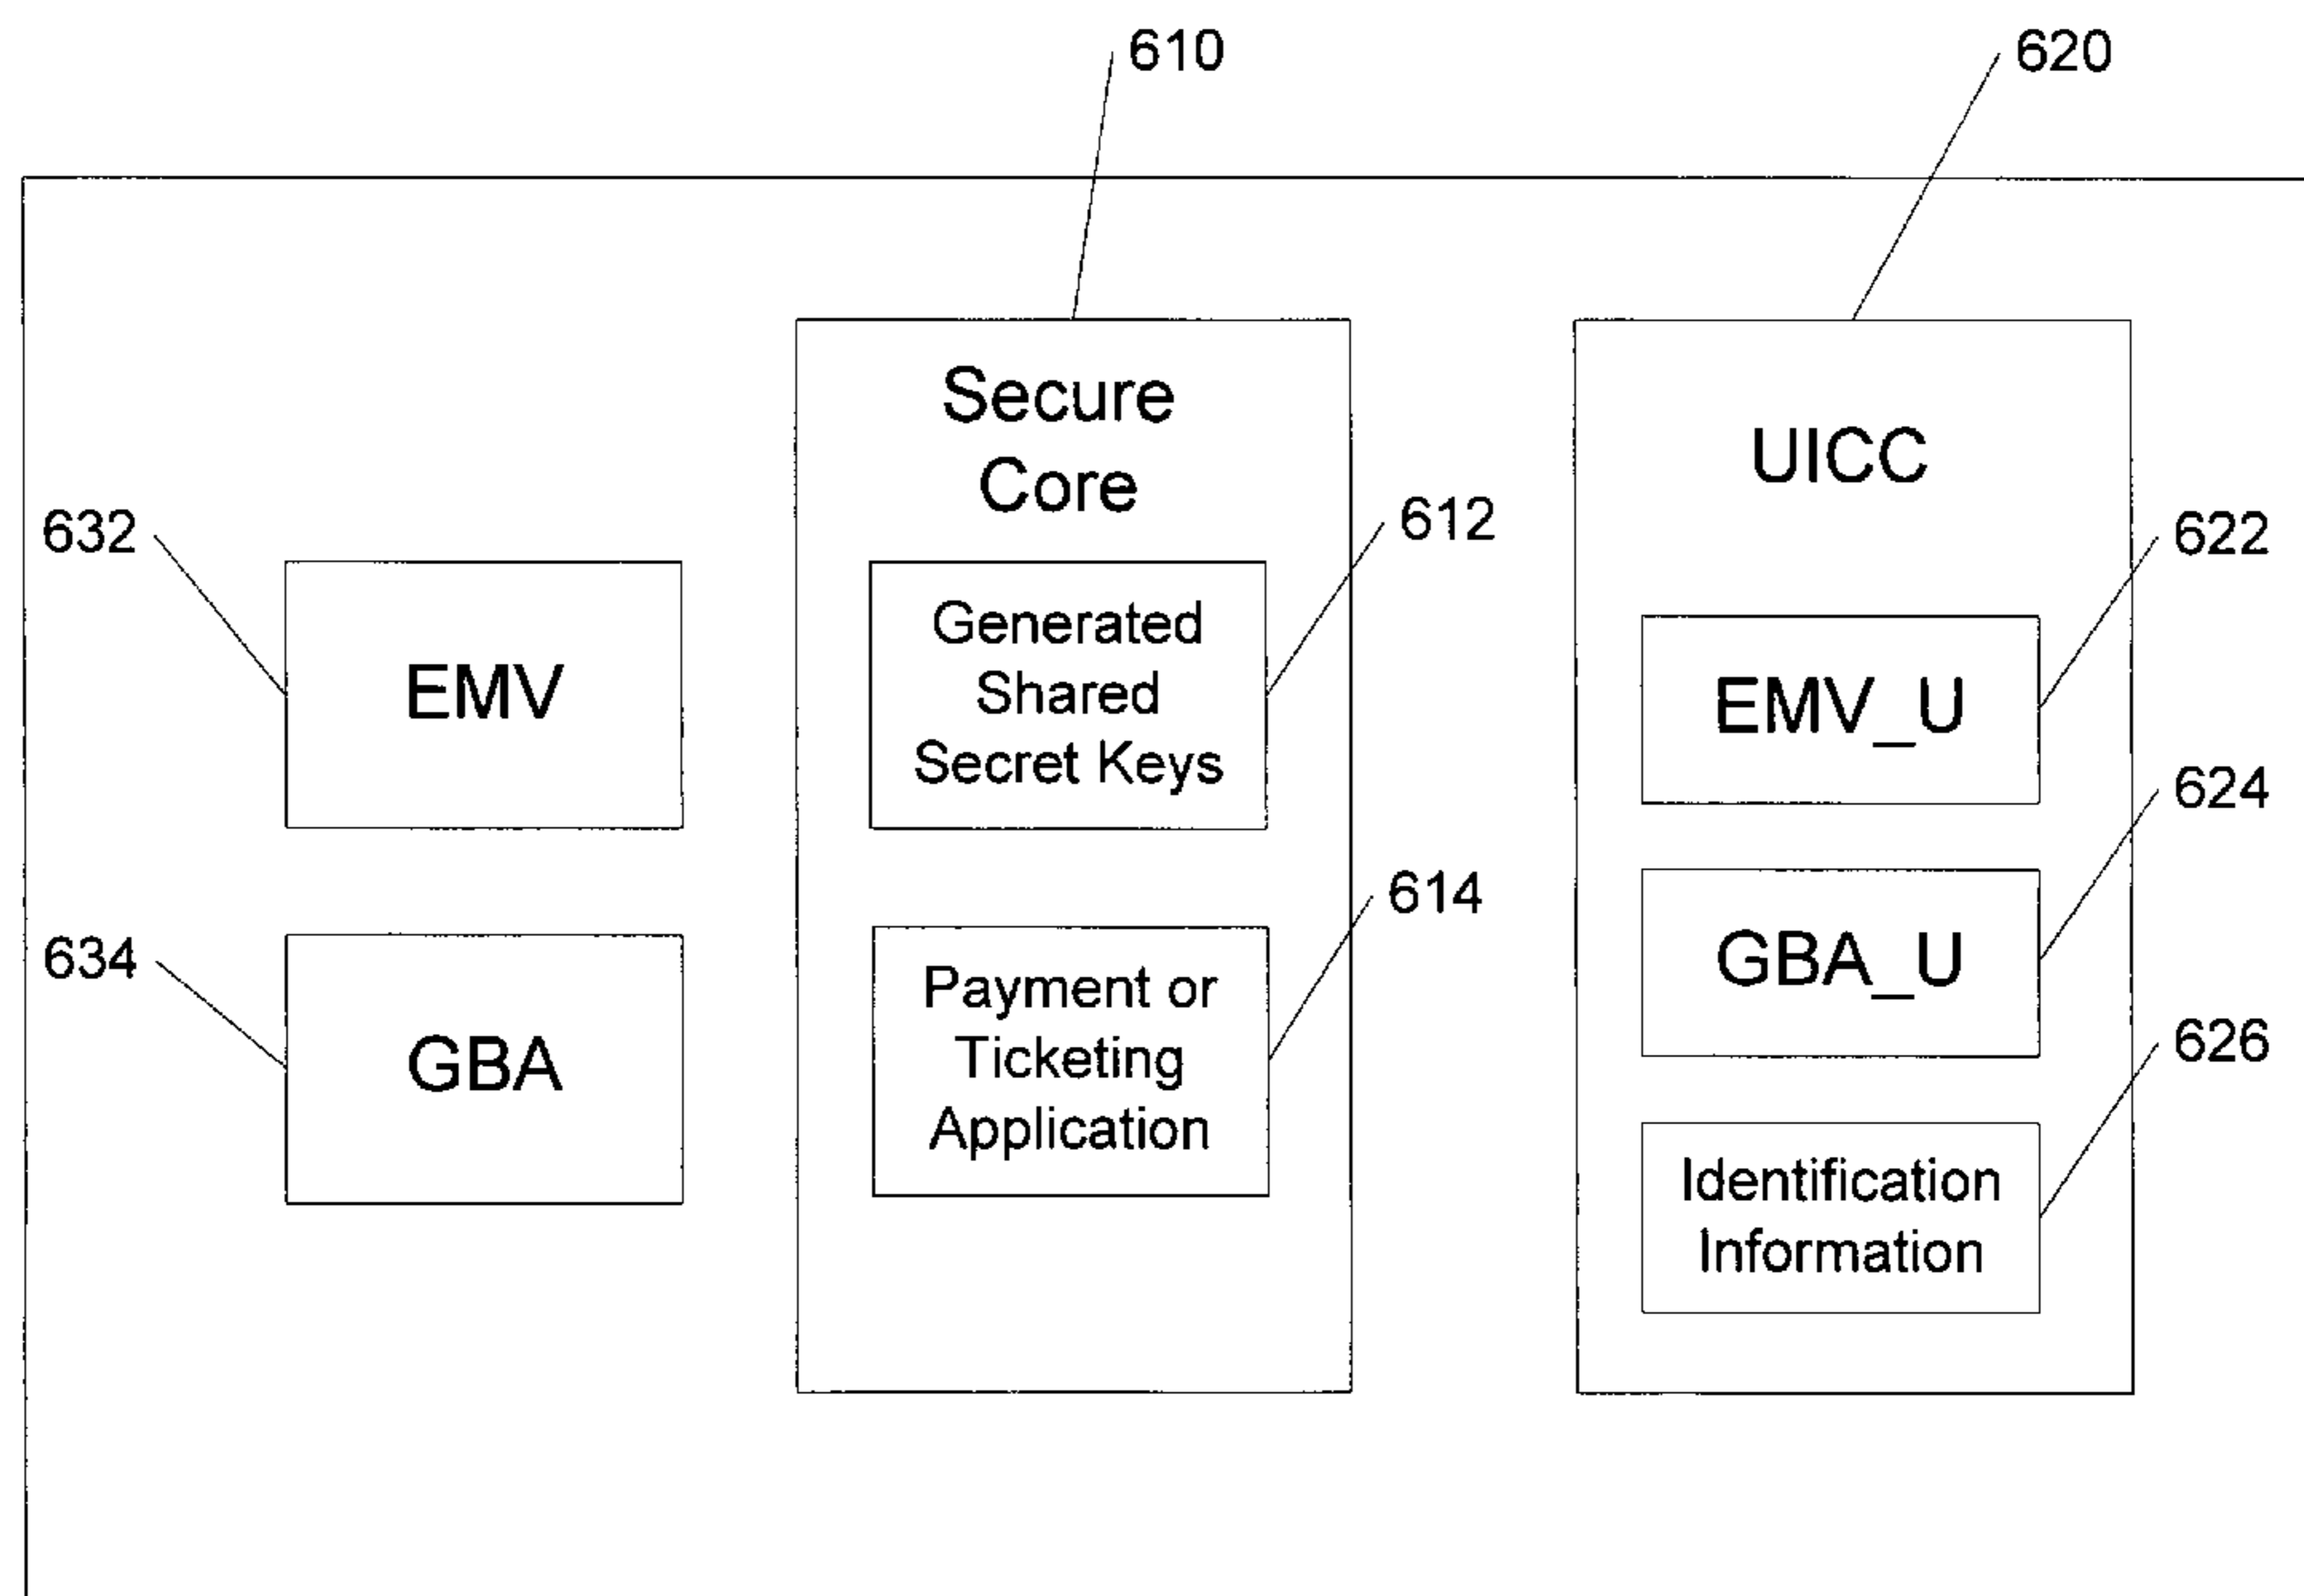 610
620
Secure
Core
UICC
632
612
622
EMV
Generated
Shared
Secret Keys
EMV_U
624
614
634
GBA
Payment or
Ticketing
Application
GBA_U
626
Identification
Information